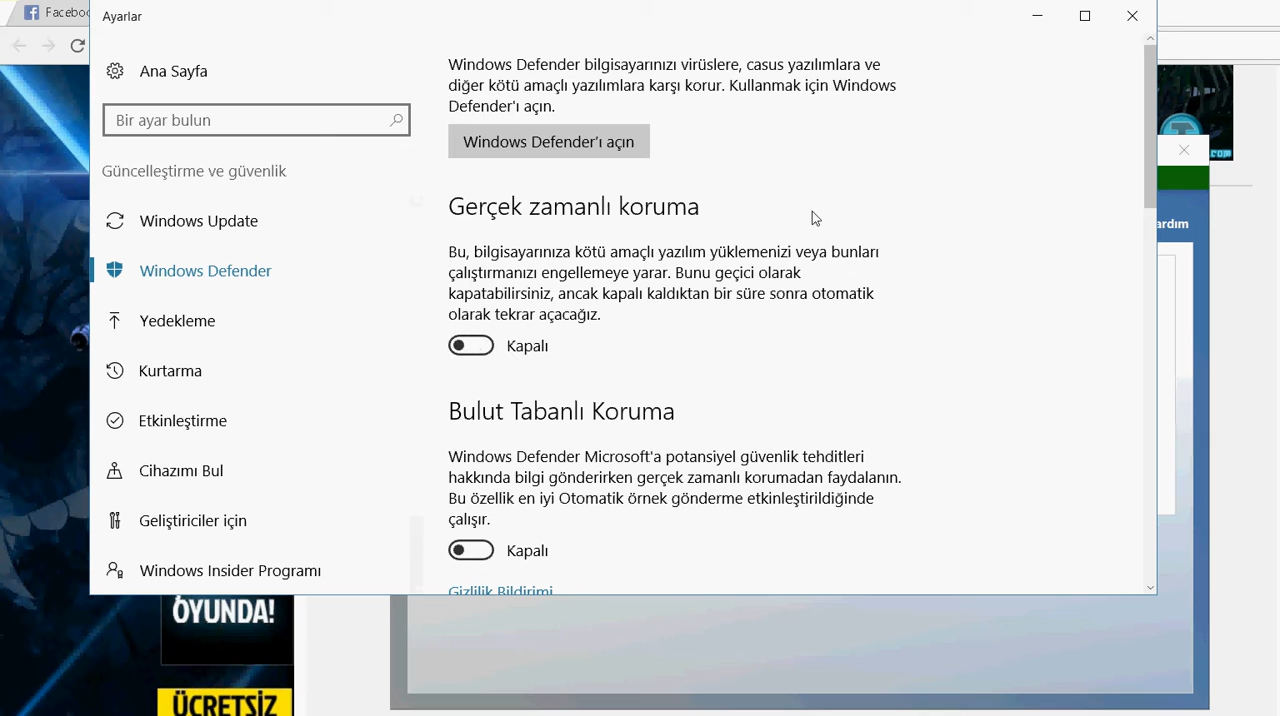 Faceboo
Ayarlar
Ana Sayfa
Bir ayar bulun
Güncelleştirme ve güvenlik
Windows Update
Windows Defender
Yedekleme
Kurtarma
Etkinleştirme
Cihazımı Bul
Geliştiriciler için
Windows Insider Programı
Windows Defender bilgisayarınızı virüslere, casus yazılımlara ve
diğer kötü amaçlı yazılımlara karşı korur. Kullanmak için Windows
Defender'ı açın.
Windows Defender'ı açın
Gerçek zamanlı koruma
Bu, bilgisayarınıza kötü amaçlı yazılım yüklemenizi veya bunları
çalıştırmanızı engellemeye yarar. Bunu geçici olarak
kapatabilirsiniz, ancak kapalı kaldıktan bir süre sonra otomatik
olarak tekrar açacağız.
Kapalı
Bulut Tabanlı Koruma
Windows Defender Microsoft'a potansiyel güvenlik tehditleri
hakkında bilgi gönderirken gerçek zamanlı korumadan faydalanın.
Bu özellik en iyi Otomatik örnek gönderme etkinleştirildiğinde
çalışır.
Kapalı
Gizlilik Bildirimi
.com
ardım
OYUNDA!
ÜCRETSİZ